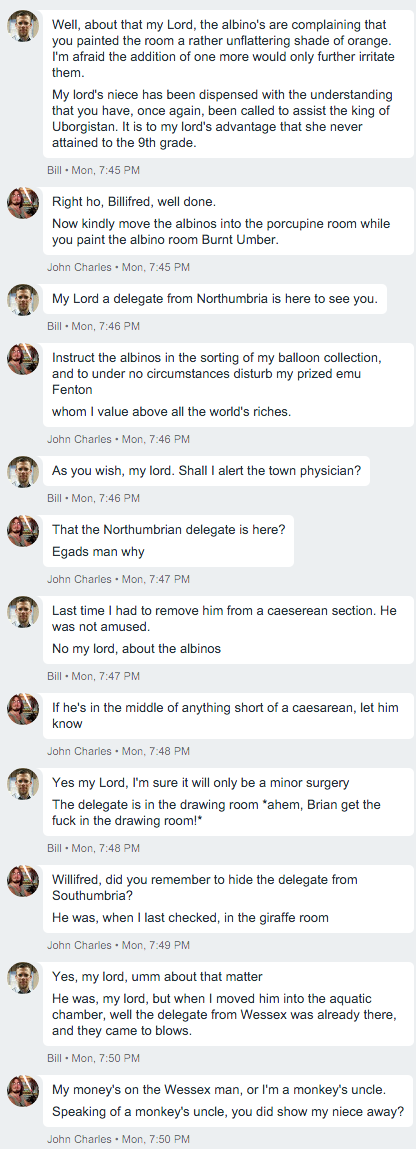 Well, about that my Lord, the albino's are complaining that
you painted the room a rather unflattering shade of orange.
I'm afraid the addition of one more would only further irritate
them.
My lord's niece has been dispensed with the understanding
that you have, once again, been called to assist the king of
Uborgistan. It is to my lord's advantage that she never
attained to the 9th grade.
Bill • Mon, 7:45 PM
Right ho, Billifred, well done.
Now kindly move the albinos into the porcupine room while
you paint the albino room Burnt Umber.
John Charles • Mon, 7:45 PM
My Lord a delegate from Northumbria is here to see you.
Bill • Mon, 7:46 PM
Instruct the albinos in the sorting of my balloon collection,
and to under no circumstances disturb my prized emu
Fenton
whom I value above all the world's riches.
John Charles • Mon, 7:46 PM
As you wish, my lord. Shall I alert the town physician?
Bill • Mon, 7:46 PM
That the Northumbrian delegate is here?
Egads man why
John Charles • Mon, 7:47 PM
Last time I had to remove him from a caeserean section. He
was not amused.
No my lord, about the albinos
Bill • Mon, 7:47 PM
If he's in the middle of anything short of a caesarean, let him
know
John Charles • Mon, 7:48 PM
Yes my Lord, I'm sure it will only be a minor surgery
The delegate is in the drawing room *ahem, Brian get the
fuck in the drawing room!*
Bill • Mon, 7:48 PM
Willifred, did you remember to hide the delegate from
Southumbria?
He was, when I last checked, in the giraffe room
John Charles • Mon, 7:49 PM
Yes, my lord, umm about that matter
He was, my lord, but when I moved him into the aquatic
chamber, well the delegate from Wessex was already there,
and they came to blows.
Bill • Mon, 7:50 PM
My money's on the Wessex man, or I'm a monkey's uncle.
Speaking of a monkey's uncle, you did show my niece away?
John Charles • Mon, 7:50 PM